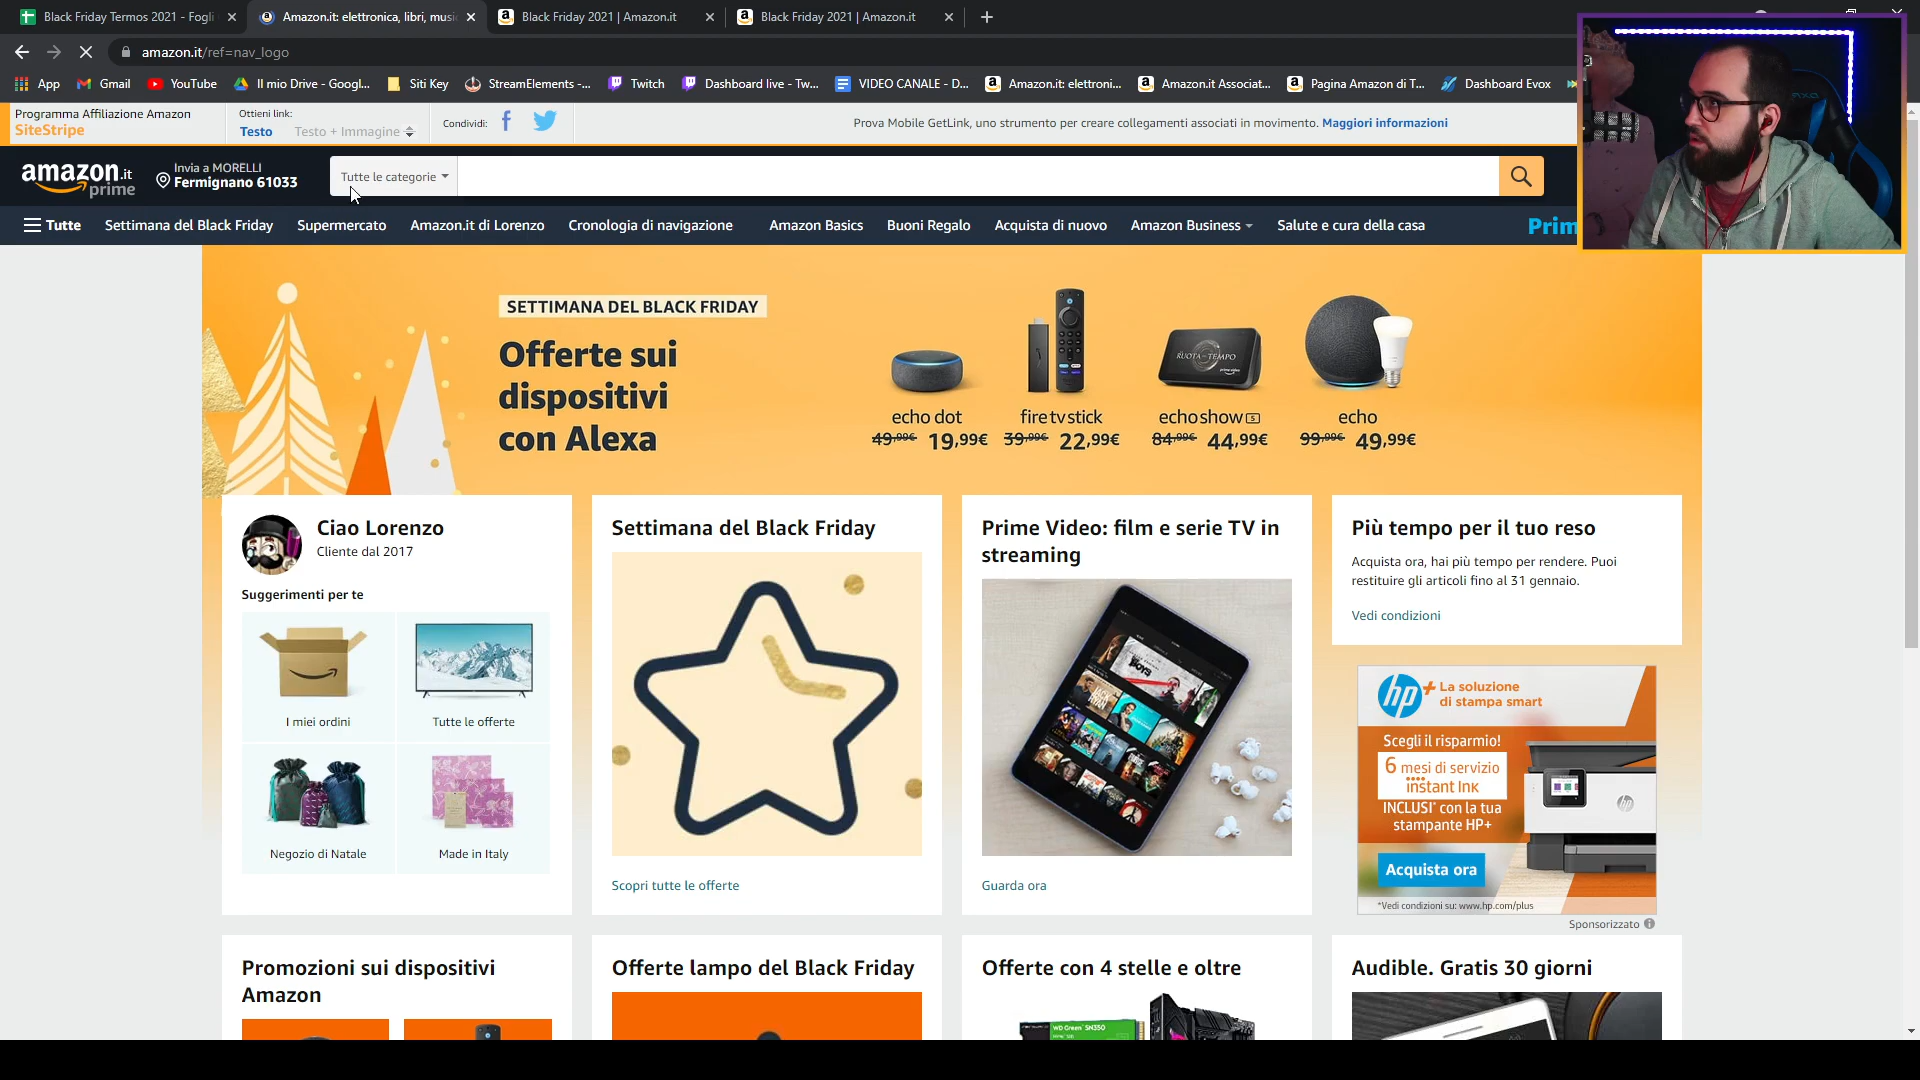 Black Friday Termos 2021 - Fogli
Amazon.it: elettronica, libri, musi
Black Friday 2021 | Amazon.it
Black Friday 2021 | Amazon.it
amazon.it/ref=nav_logo
App
Gmail
YouTube
Il mio Drive - Googl...
Siti Key
StreamElements -...
Twitch
Dashboard live - Tw...
VIDEO CANALE - D...
Amazon.it: elettroni...
Amazon.it Associat...
Pagina Amazon di T...
Dashboard Evox
Programma Affiliazione Amazon
SiteStripe
Ottieni link:
Testo
Testo + Immagine
Condividi:
Prova Mobile GetLink, uno strumento per creare collegamenti associati in movimento. Maggiori informazioni
amazon.it
prime
Invia a MORELLI
Fermignano 61033
Tutte le categorie
Tutte
Settimana del Black Friday
Supermercato
Amazon.it di Lorenzo
Cronologia di navigazione
Amazon Basics
Buoni Regalo
Acquista di nuovo
Amazon Business
Salute e cura della casa
Prim
SETTIMANA DEL BLACK FRIDAY
Offerte sui
dispositivi
con Alexa
RUOTA TEMPO
prime video
echo dot
49,99€ 19,99€
fire tv stick
39,99€ 22,99€
echo show 5
84,99€ 44,99€
echo
99,99€ 49,99€
Ciao Lorenzo
Cliente dal 2017
Suggerimenti per te
I miei ordini
Tutte le offerte
Negozio di Natale
Made in Italy
Settimana del Black Friday
Scopri tutte le offerte
Prime Video: film e serie TV in
streaming
BOYS
Guarda ora
Più tempo per il tuo reso
Acquista ora, hai più tempo per rendere. Puoi
restituire gli articoli fino al 31 gennaio.
Vedi condizioni
hp+ La soluzione
di stampa smart
Scegli il risparmio!
6 mesi di servizio
instant Ink
INCLUSI* con la tua
stampante HP+
Acquista ora
*Vedi condizioni su: www.hp.com/plus
Sponsorizzato
Promozioni sui dispositivi
Amazon
Offerte lampo del Black Friday
Offerte con 4 stelle e oltre
WD Green SN350
Audible. Gratis 30 giorni